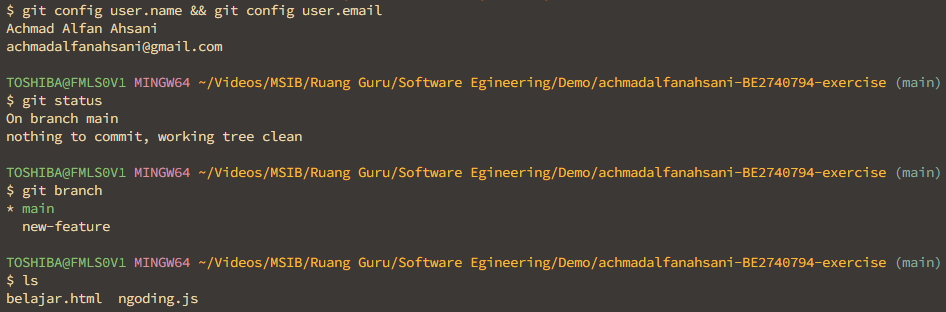 $ git config user.name && git config user.email
Achmad Alfan Ahsani
achmadalfanahsani@gmail.com
TOSHIBA@FMLS0V1 MINGW64 ~/Videos/MSIB/Ruang Guru/Software Egineering/Demo/achmadalfanahsani-BE2740794-exercise (main)
$ git status
On branch main
nothing to commit, working tree clean
TOSHIBA@FMLS0V1 MINGW64 ~/Videos/MSIB/Ruang Guru/Software Egineering/Demo/achmadalfanahsani-BE2740794-exercise (main)
$ git branch
* main
  new-feature
TOSHIBA@FMLS0V1 MINGW64 ~/Videos/MSIB/Ruang Guru/Software Egineering/Demo/achmadalfanahsani-BE2740794-exercise (main)
$ ls
belajar.html  ngoding.js